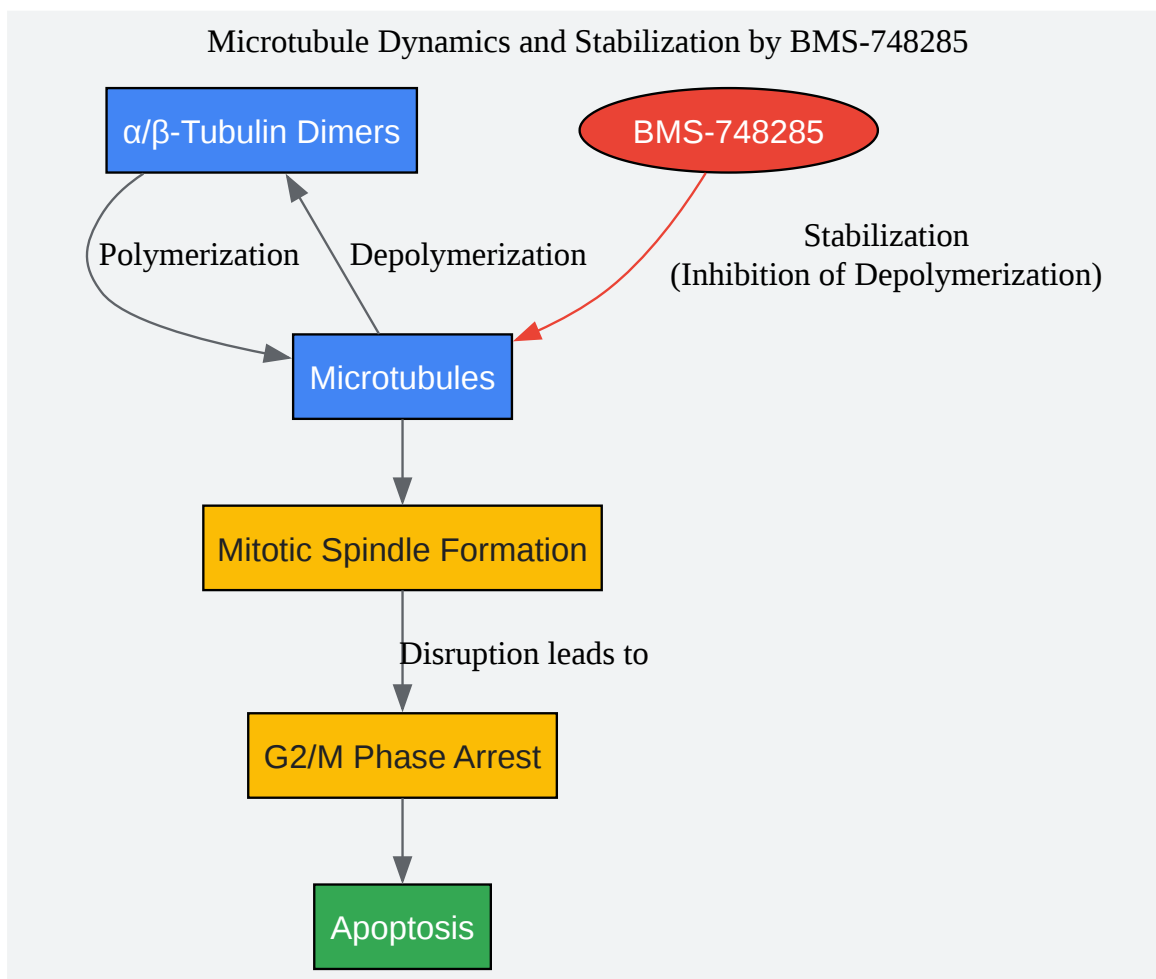 Microtubule Dynamics and Stabilization by BMS-748285
α/β-Tubulin Dimers
BMS-748285
Polymerization
Depolymerization
Stabilization
(Inhibition of Depolymerization)
Microtubules
Mitotic Spindle Formation
Disruption leads to
G2/M Phase Arrest
Apoptosis